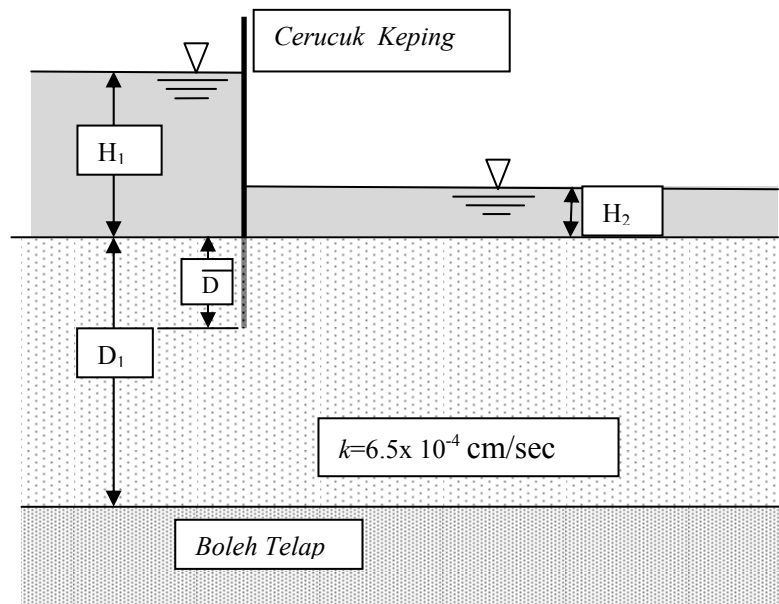 Cerucuk Keping
H₁
H₂
D
D₁
k=6.5x 10⁻⁴ cm/sec
Boleh Telap